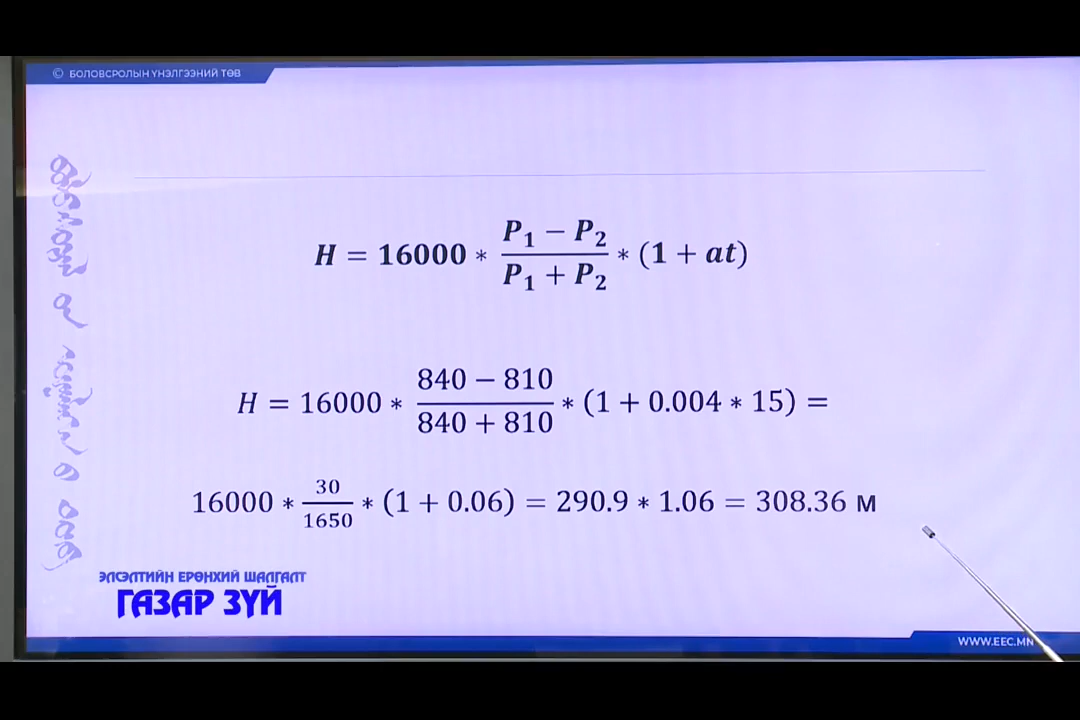 © БОЛОВСРОЛЫН ҮНЭЛГЭЭНИЙ ТӨВ
H = 16000 * (P₁ − P₂)/(P₁ + P₂) * (1 + at)
H = 16000 * (840 − 810)/(840 + 810) * (1 + 0.004 * 15) =
16000 * 30/1650 * (1 + 0.06) = 290.9 * 1.06 = 308.36 м
ЭЛСЭЛТИЙН ЕРӨНХИЙ ШАЛГАЛТ
ГАЗАР ЗҮЙ
WWW.EEC.MN